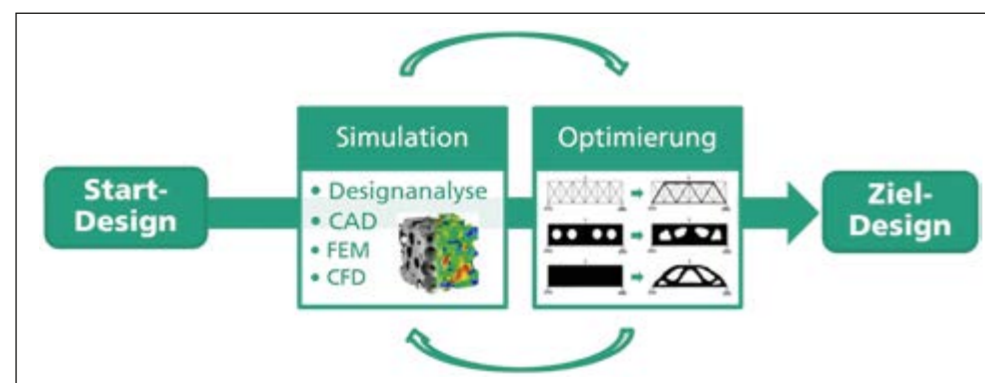 Start-
Design
Simulation
• Designanalyse
• CAD
• FEM
• CFD
Optimierung
Ziel-
Design